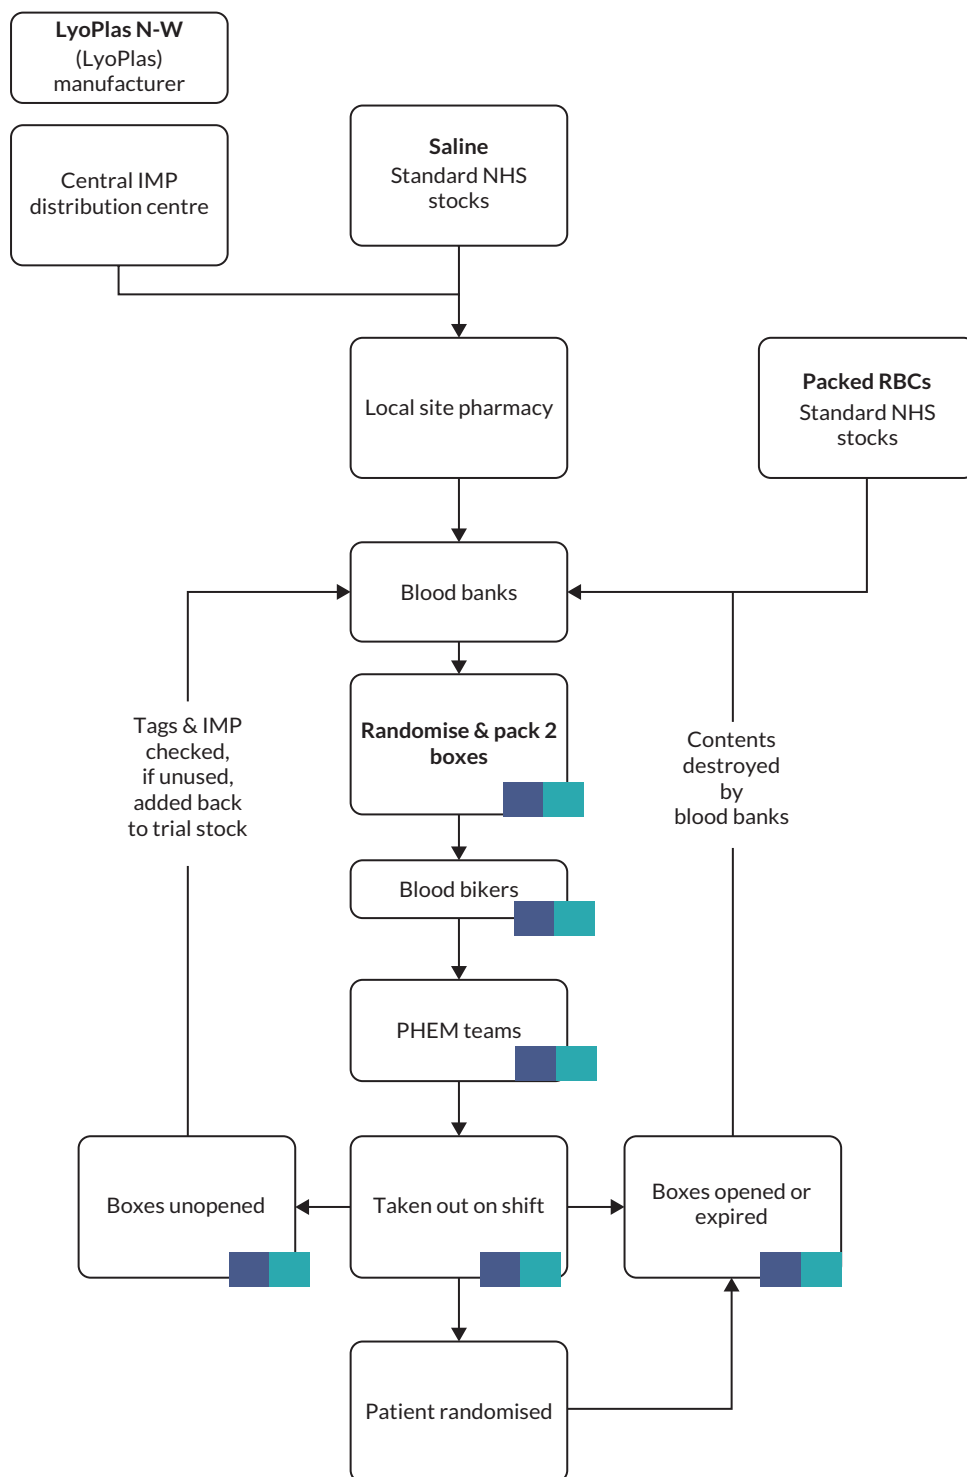 LyoPlas N-W
(LyoPlas)
manufacturer
Central IMP
distribution centre
Saline
Standard NHS
stocks
Local site pharmacy
Packed RBCs
Standard NHS
stocks
Blood banks
Randomise & pack 2
boxes
Tags & IMP
checked,
if unused,
added back
to trial stock
Contents
destroyed
by
blood banks
Blood bikers
PHEM teams
Boxes unopened
Taken out on shift
Boxes opened or
expired
Patient randomised